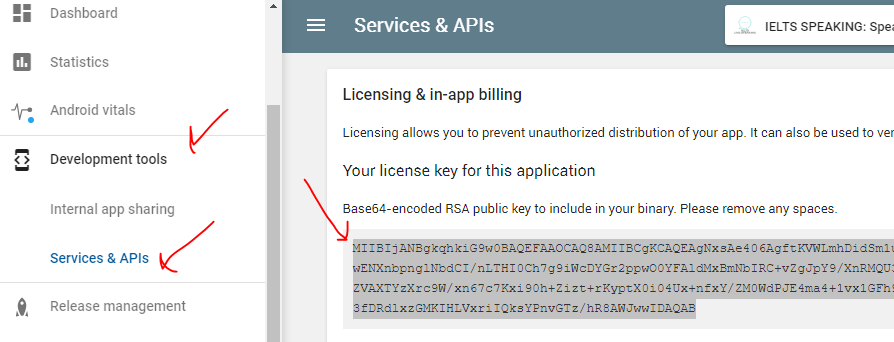 Dashboard
Statistics
Android vitals
Development tools
Internal app sharing
Services & APIs
Release management
Services & APIs
IELTS SPEAKING: Spea
Licensing & in-app billing
Licensing allows you to prevent unauthorized distribution of your app. It can also be used to ver
Your license key for this application
Base64-encoded RSA public key to include in your binary. Please remove any spaces.
MIIBIjANBgkqhkiG9w0BAQEFAAOCAQ8AMIIBCgKCAQEAgNxsAe406AgftKVWLmhDidSm1u
wENXnbpnglNbdCI/nLTHI0Ch7g9iWcDYGr2ppwO0YFAldMxBmNbIRC+vZgJpY9/XnRMQU3
ZVAXTYzXrc9W/xn67c7Kxi90h+Zizt+rKyptX0i04Ux+nfxY/ZM0WdPJE4ma4+1vx1GFh9
3fDRdlxzGMKIHLVxriIQksYPnvGTz/hR8AWJwwIDAQAB